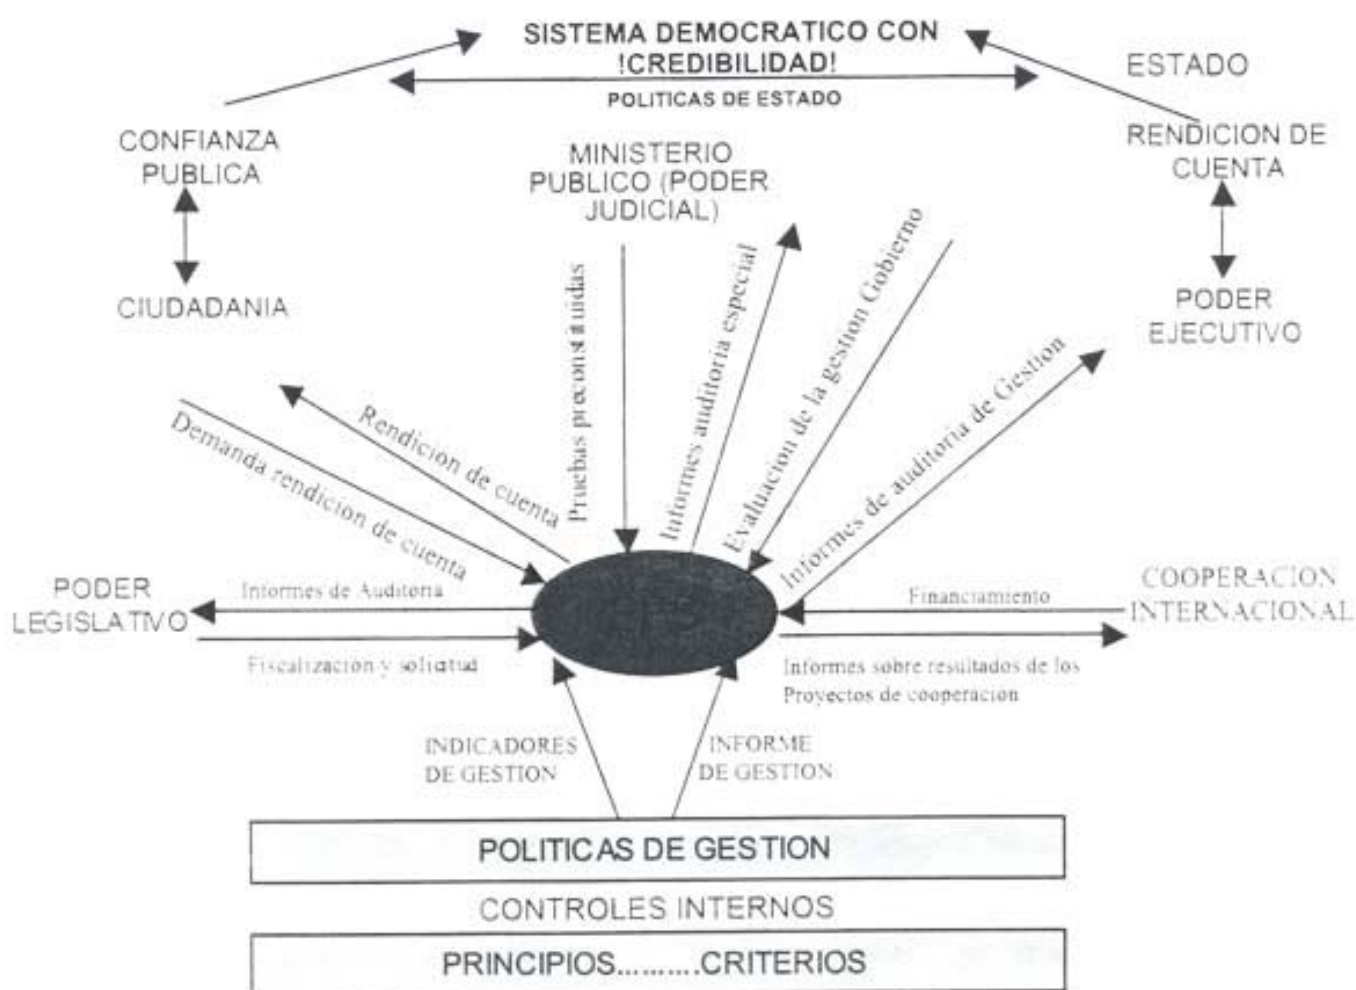 SISTEMA DEMOCRATICO CON
!CREDIBILIDAD!
POLITICAS DE ESTADO
ESTADO
CONFIANZA
PUBLICA
MINISTERIO
PUBLICO (PODER
JUDICIAL)
RENDICION DE
CUENTA
CIUDADANIA
PODER
EJECUTIVO
Demanda rendicion de cuenta
Rendicion de cuenta
Pruebas preconstituidas
Informes auditoria especial
Evaluacion de la gestion Gobierno
Informes de auditoria de Gestion
PODER
LEGISLATIVO
Informes de Auditoria
Fiscalización y solicitud
Financiamiento
COOPERACION
INTERNACIONAL
Informes sobre resultados de los
Proyectos de cooperación
INDICADORES
DE GESTION
INFORME
DE GESTION
POLITICAS DE GESTION
CONTROLES INTERNOS
PRINCIPIOS..........CRITERIOS